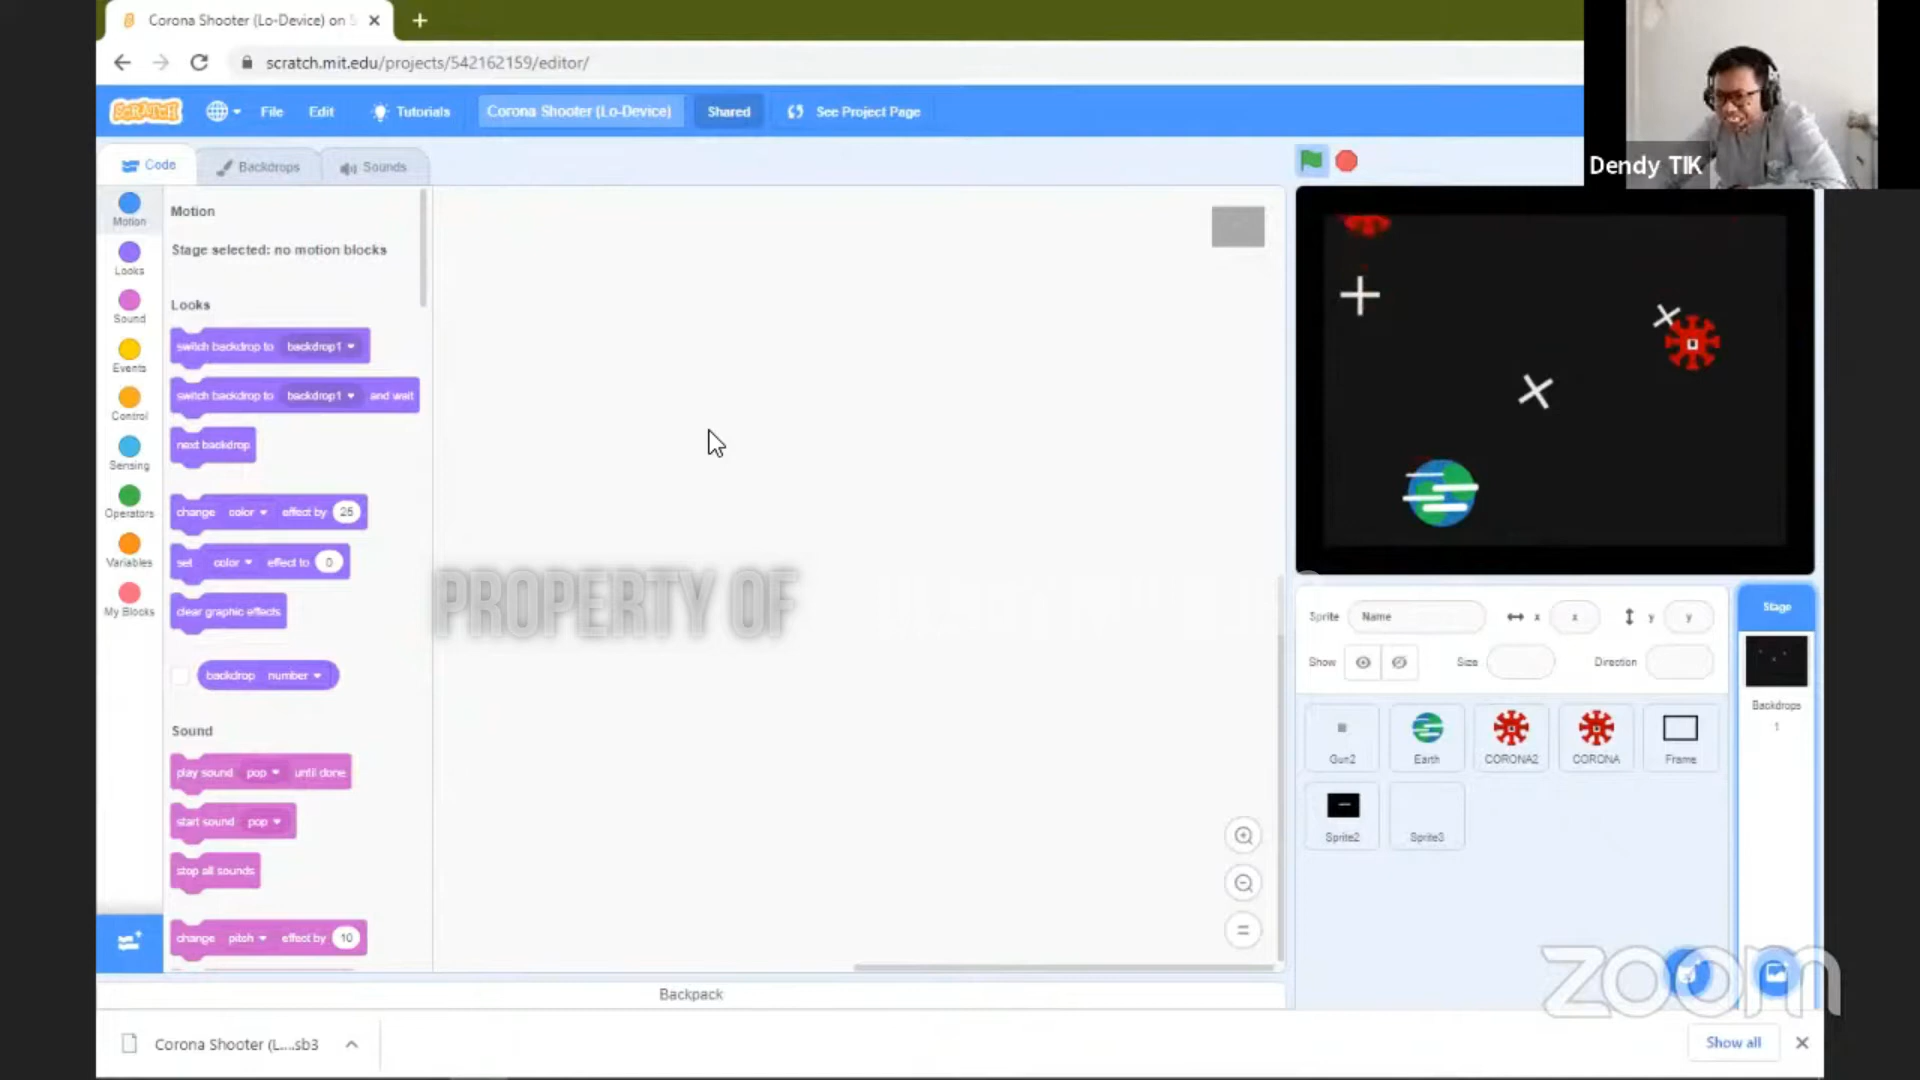 Corona Shooter (Lo-Device) on S
scratch.mit.edu/projects/542162159/editor/
SCRATCH
File
Edit
Tutorials
Corona Shooter (Lo-Device)
Shared
See Project Page
Dendy TIK
Code
Backdrops
Sounds
Motion
Looks
Sound
Events
Control
Sensing
Operators
Variables
My Blocks
Motion
Stage selected: no motion blocks
Looks
switch backdrop to backdrop1
switch backdrop to backdrop1 and wait
next backdrop
change color effect by 25
set color effect to 0
clear graphic effects
backdrop number
Sound
play sound pop until done
start sound pop
stop all sounds
change pitch effect by 10
PROPERTY OF
Sprite Name x x y y
Show Size Direction
Stage
Backdrops
1
Gun2
Earth
CORONA2
CORONA
Frame
Sprite2
Sprite3
Backpack
zoom
Corona Shooter (L....sb3
Show all